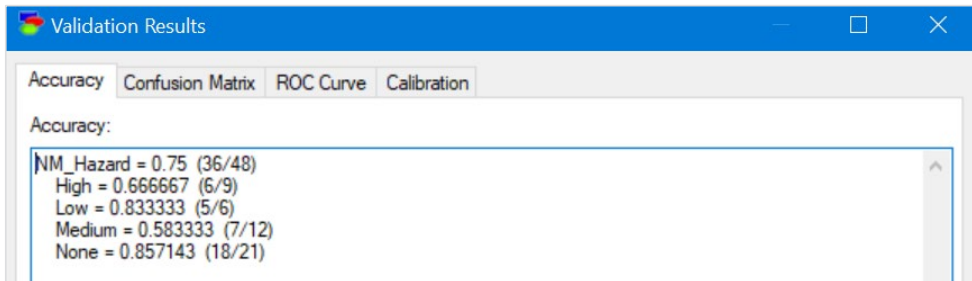 Validation Results
Accuracy Confusion Matrix ROC Curve Calibration
Accuracy:
NM_Hazard = 0.75 (36/48)
High = 0.666667 (6/9)
Low = 0.833333 (5/6)
Medium = 0.583333 (7/12)
None = 0.857143 (18/21)